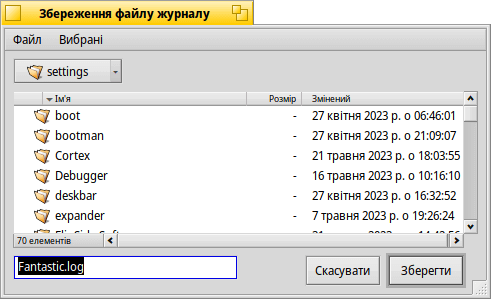 Збереження файлу журналу
Файл Вибрані
settings
Ім'я Розмір Змінений
boot - 27 квітня 2023 р. о 06:46:01
bootman - 27 квітня 2023 р. о 21:09:07
Cortex - 21 травня 2023 р. о 18:03:55
Debugger - 16 травня 2023 р. о 10:16:10
deskbar - 27 квітня 2023 р. о 16:32:52
expander - 7 травня 2023 р. о 19:26:24
70 елементів
Fantastic.log
Скасувати Зберегти